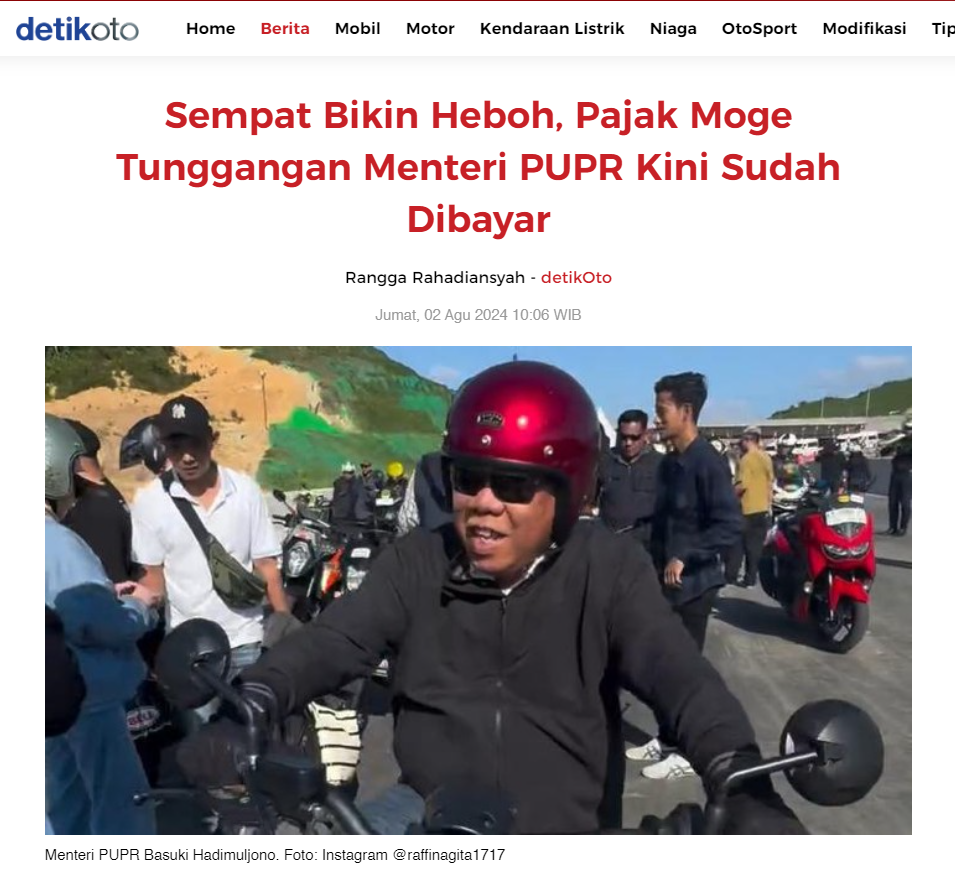 detikoto
Home Berita Mobil Motor Kendaraan Listrik Niaga OtoSport Modifikasi Tip
Sempat Bikin Heboh, Pajak Moge
Tunggangan Menteri PUPR Kini Sudah
Dibayar
Rangga Rahadiansyah - detikOto
Jumat, 02 Agu 2024 10:06 WIB
BELL
Menteri PUPR Basuki Hadimuljono. Foto: Instagram @raffinagita1717